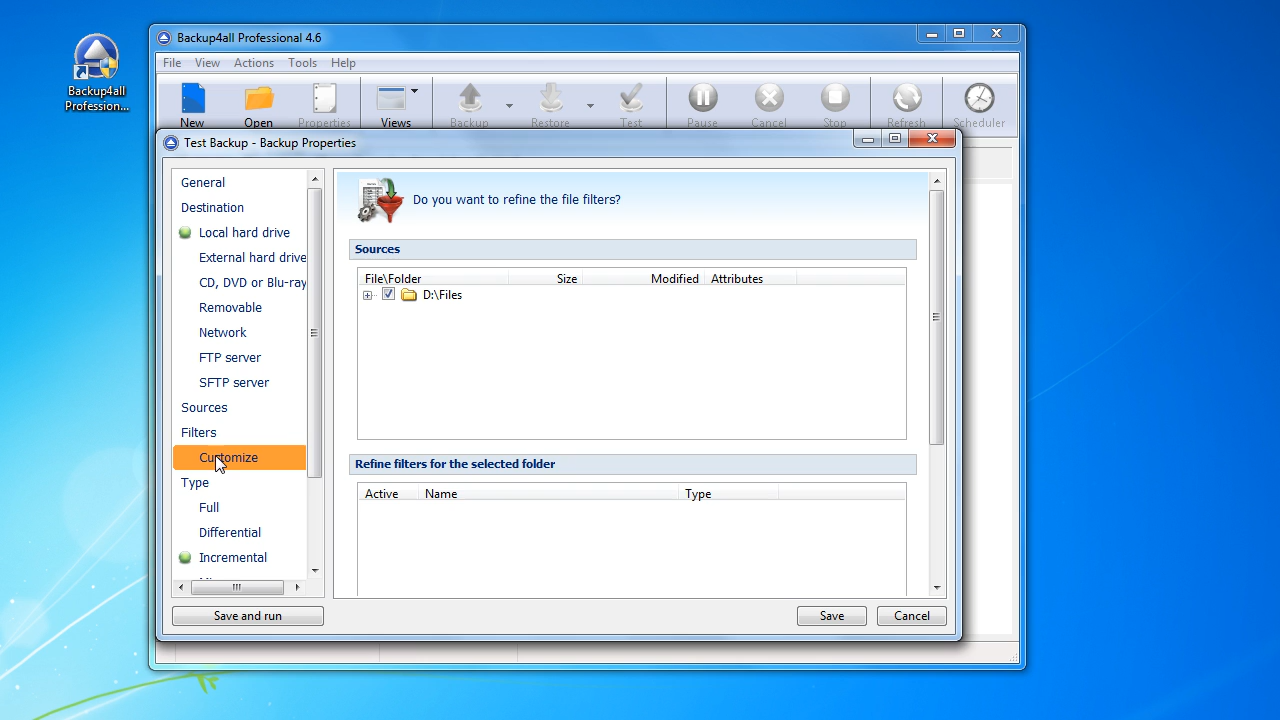 Backup4all Professional 4.6
Backup4all
Profession...
File View Actions Tools Help
New Open Properties Views Backup Restore Test Pause Cancel Stop Refresh Scheduler
Test Backup - Backup Properties
General
Destination
Local hard drive
External hard drive
CD, DVD or Blu-ray
Removable
Network
FTP server
SFTP server
Sources
Filters
Customize
Type
Full
Differential
Incremental
Do you want to refine the file filters?
Sources
File\Folder Size Modified Attributes
D:\Files
Refine filters for the selected folder
Active Name Type
Save and run Save Cancel